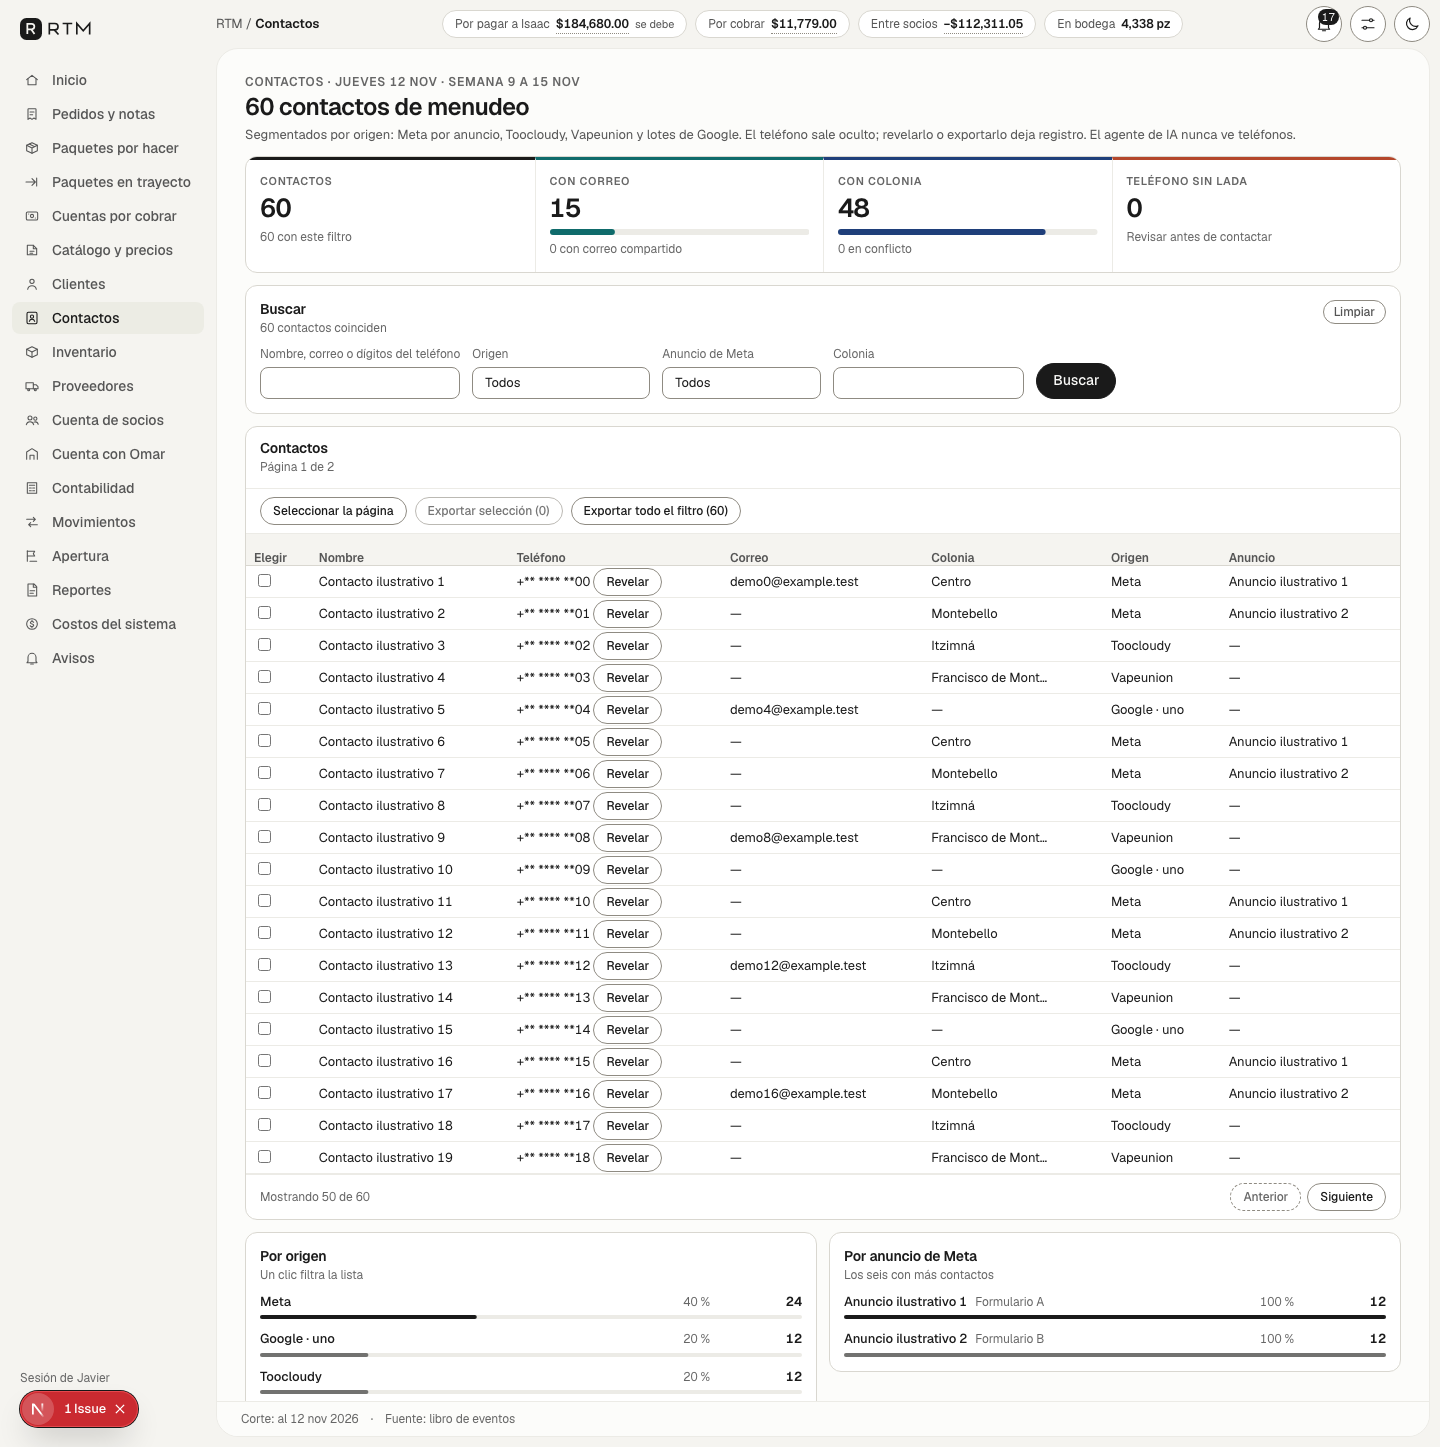 R RTM
Inicio
Pedidos y notas
Paquetes por hacer
Paquetes en trayecto
Cuentas por cobrar
Catálogo y precios
Clientes
Contactos
Inventario
Proveedores
Cuenta de socios
Cuenta con Omar
Contabilidad
Movimientos
Apertura
Reportes
Costos del sistema
Avisos
Sesión de Javier
N 1 Issue
RTM / Contactos
Por pagar a Isaac $184,680.00 se debe
Por cobrar $11,779.00
Entre socios −$112,311.05
En bodega 4,338 pz
17
CONTACTOS · JUEVES 12 NOV · SEMANA 9 A 15 NOV
60 contactos de menudeo
Segmentados por origen: Meta por anuncio, Toocloudy, Vapeunion y lotes de Google. El teléfono sale oculto; revelarlo o exportarlo deja registro. El agente de IA nunca ve teléfonos.
CONTACTOS
60
60 con este filtro
CON CORREO
15
0 con correo compartido
CON COLONIA
48
0 en conflicto
TELÉFONO SIN LADA
0
Revisar antes de contactar
Buscar
60 contactos coinciden
Limpiar
Nombre, correo o dígitos del teléfono Origen Anuncio de Meta Colonia
Todos Todos Buscar
Contactos
Página 1 de 2
Seleccionar la página Exportar selección (0) Exportar todo el filtro (60)
Elegir Nombre Teléfono Correo Colonia Origen Anuncio
Contacto ilustrativo 1 +** **** **00 Revelar demo0@example.test Centro Meta Anuncio ilustrativo 1
Contacto ilustrativo 2 +** **** **01 Revelar — Montebello Meta Anuncio ilustrativo 2
Contacto ilustrativo 3 +** **** **02 Revelar — Itzimná Toocloudy —
Contacto ilustrativo 4 +** **** **03 Revelar — Francisco de Mont... Vapeunion —
Contacto ilustrativo 5 +** **** **04 Revelar demo4@example.test — Google · uno —
Contacto ilustrativo 6 +** **** **05 Revelar — Centro Meta Anuncio ilustrativo 1
Contacto ilustrativo 7 +** **** **06 Revelar — Montebello Meta Anuncio ilustrativo 2
Contacto ilustrativo 8 +** **** **07 Revelar — Itzimná Toocloudy —
Contacto ilustrativo 9 +** **** **08 Revelar demo8@example.test Francisco de Mont... Vapeunion —
Contacto ilustrativo 10 +** **** **09 Revelar — — Google · uno —
Contacto ilustrativo 11 +** **** **10 Revelar — Centro Meta Anuncio ilustrativo 1
Contacto ilustrativo 12 +** **** **11 Revelar — Montebello Meta Anuncio ilustrativo 2
Contacto ilustrativo 13 +** **** **12 Revelar demo12@example.test Itzimná Toocloudy —
Contacto ilustrativo 14 +** **** **13 Revelar — Francisco de Mont... Vapeunion —
Contacto ilustrativo 15 +** **** **14 Revelar — — Google · uno —
Contacto ilustrativo 16 +** **** **15 Revelar — Centro Meta Anuncio ilustrativo 1
Contacto ilustrativo 17 +** **** **16 Revelar demo16@example.test Montebello Meta Anuncio ilustrativo 2
Contacto ilustrativo 18 +** **** **17 Revelar — Itzimná Toocloudy —
Contacto ilustrativo 19 +** **** **18 Revelar — Francisco de Mont... Vapeunion —
Mostrando 50 de 60 Anterior Siguiente
Por origen
Un clic filtra la lista
Meta 40 % 24
Google · uno 20 % 12
Toocloudy 20 % 12
Por anuncio de Meta
Los seis con más contactos
Anuncio ilustrativo 1 Formulario A 100 % 12
Anuncio ilustrativo 2 Formulario B 100 % 12
Corte: al 12 nov 2026 · Fuente: libro de eventos